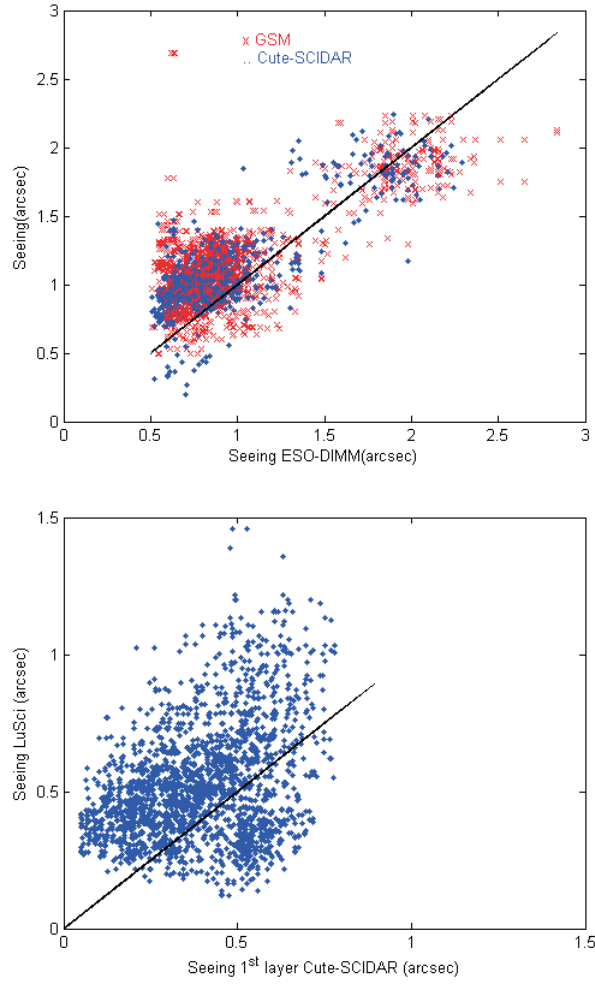 3
2.5
2
1.5
1
0.5
0
x GSM
.. Cute-SCIDAR
Seeing(arcsec)
0 0.5 1 1.5 2 2.5 3
Seeing ESO-DIMM(arcsec)
1.5
1
0.5
0
Seeing LuSci (arcsec)
0 0.5 1 1.5
Seeing 1st layer Cute-SCIDAR (arcsec)